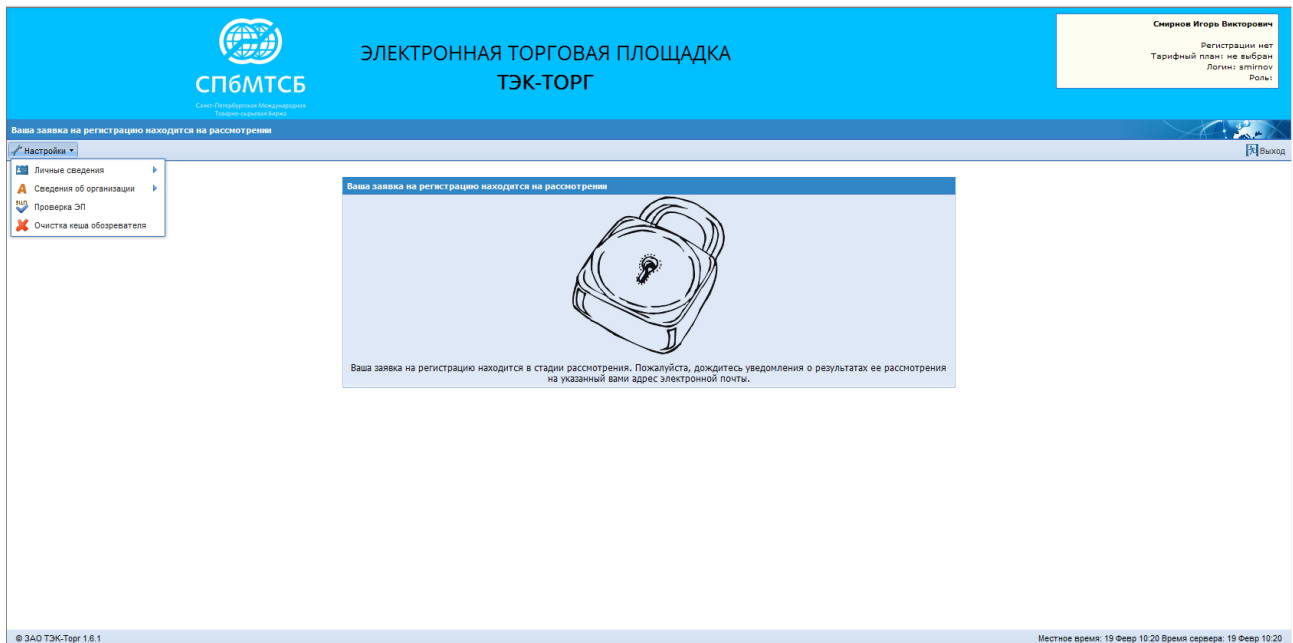 СПбМТСБ
Санкт-Петербургская Международная
Товарно-сырьевая Биржа
ЭЛЕКТРОННАЯ ТОРГОВАЯ ПЛОЩАДКА
ТЭК-ТОРГ
Смирнов Игорь Викторович
Регистрации нет
Тарифный план: не выбран
Логин: smirnov
Роль:
Ваша заявка на регистрацию находится на рассмотрении
Настройки
Выход
Личные сведения
Сведения об организации
Проверка ЭП
Очистка кеша обозревателя
Ваша заявка на регистрацию находится на рассмотрении
Ваша заявка на регистрацию находится в стадии рассмотрения. Пожалуйста, дождитесь уведомления о результатах ее рассмотрения
на указанный вами адрес электронной почты.
© ЗАО ТЭК-Торг 1.6.1
Местное время: 19 Февр 10:20 Время сервера: 19 Февр 10:20